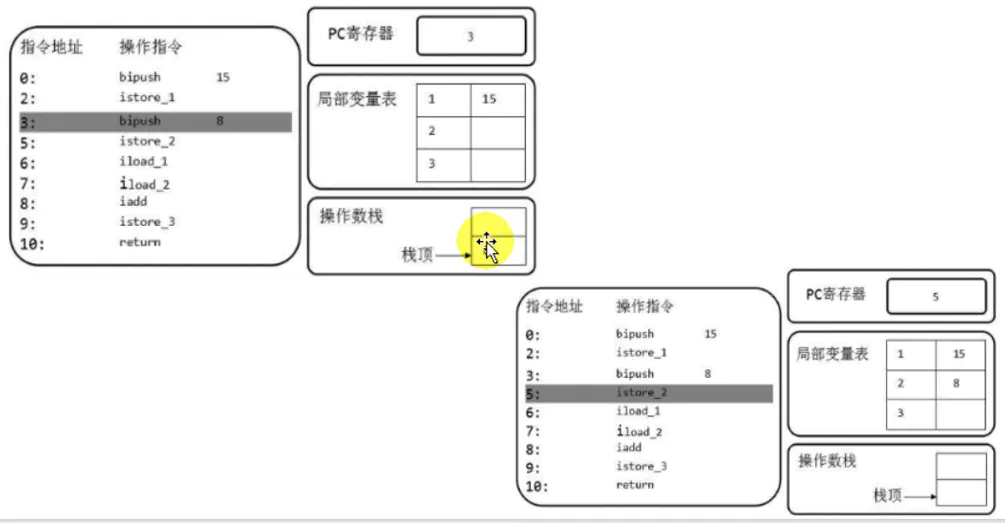 指令地址 操作指令
0: bipush 15
2: istore_1
3: bipush 8
5: istore_2
6: iload_1
7: iload_2
8: iadd
9: istore_3
10: return
PC寄存器 3
局部变量表 1 15
2
3
操作数栈
栈顶
指令地址 操作指令
0: bipush 15
2: istore_1
3: bipush 8
5: istore_2
6: iload_1
7: iload_2
8: iadd
9: istore_3
10: return
PC寄存器 5
局部变量表 1 15
2 8
3
操作数栈
栈顶